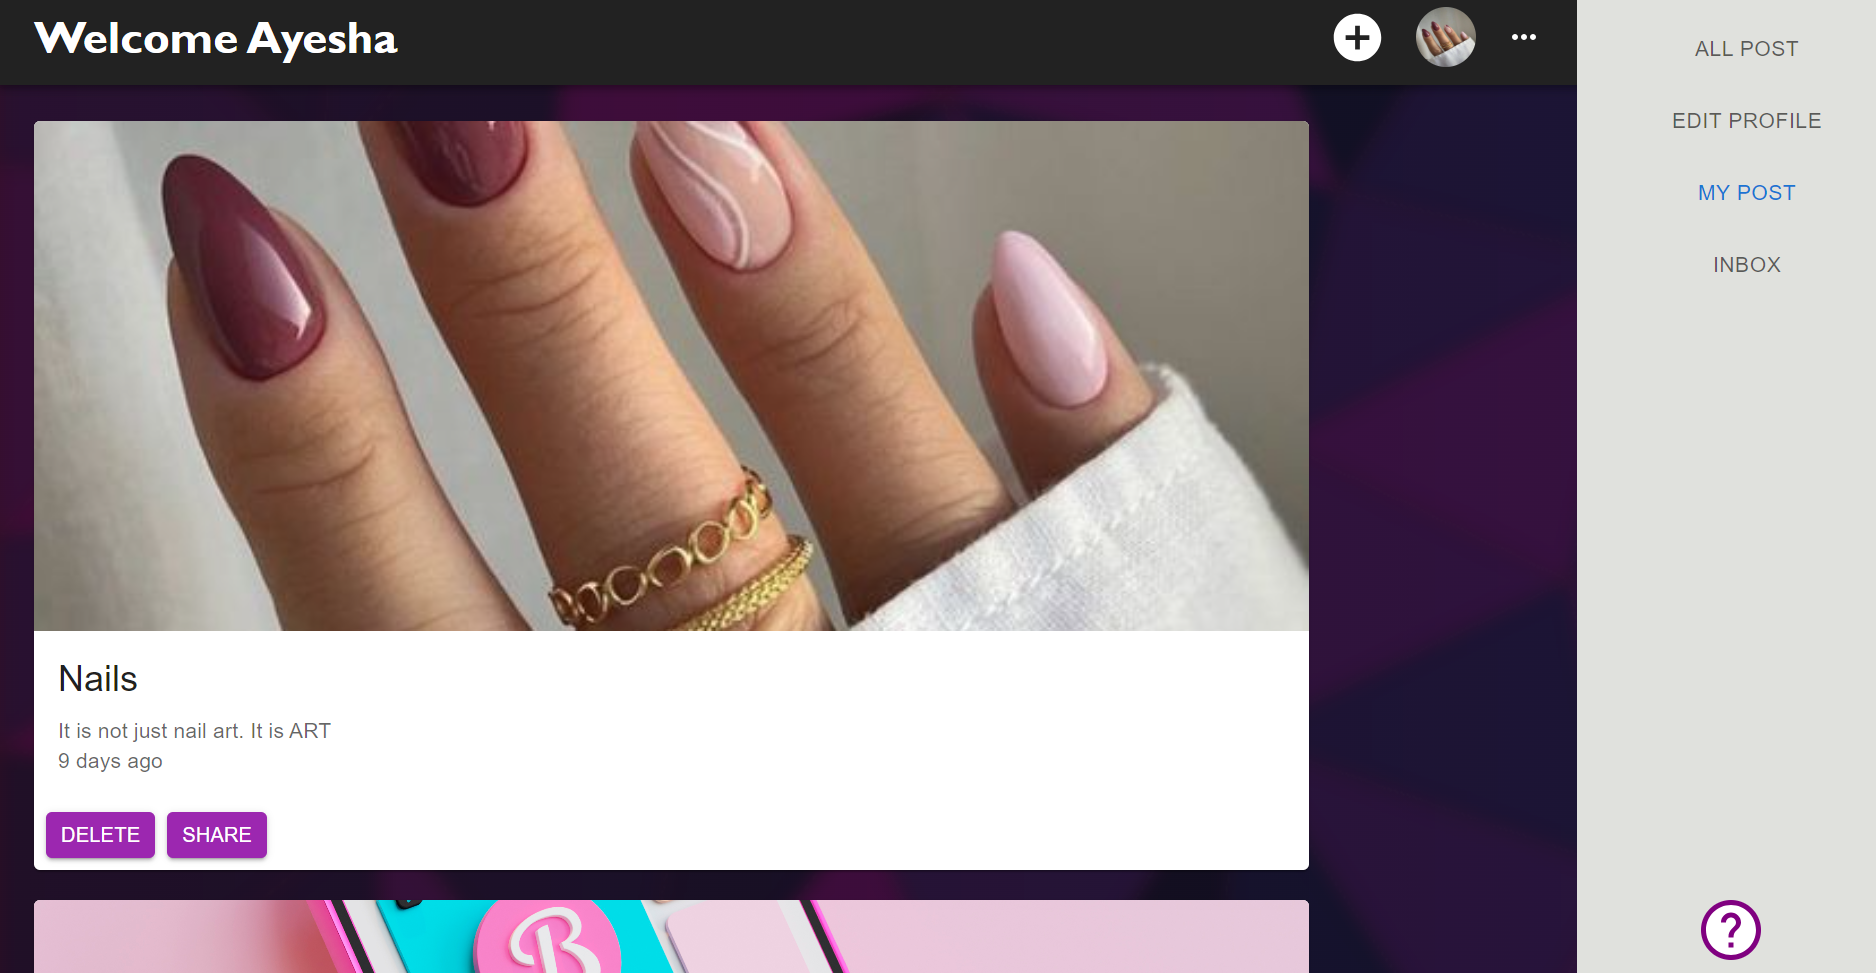 Welcome Ayesha
ALL POST
EDIT PROFILE
MY POST
INBOX
Nails
It is not just nail art. It is ART
9 days ago
DELETE SHARE
B
?